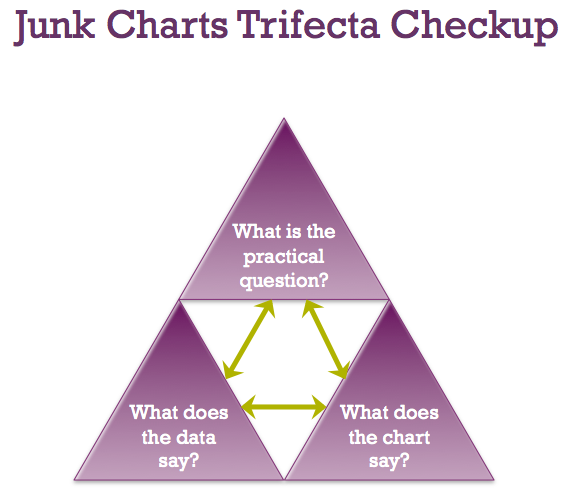 Junk Charts Trifecta Checkup
What is the
practical
question?
What does
the data
say?
What does
the chart
say?